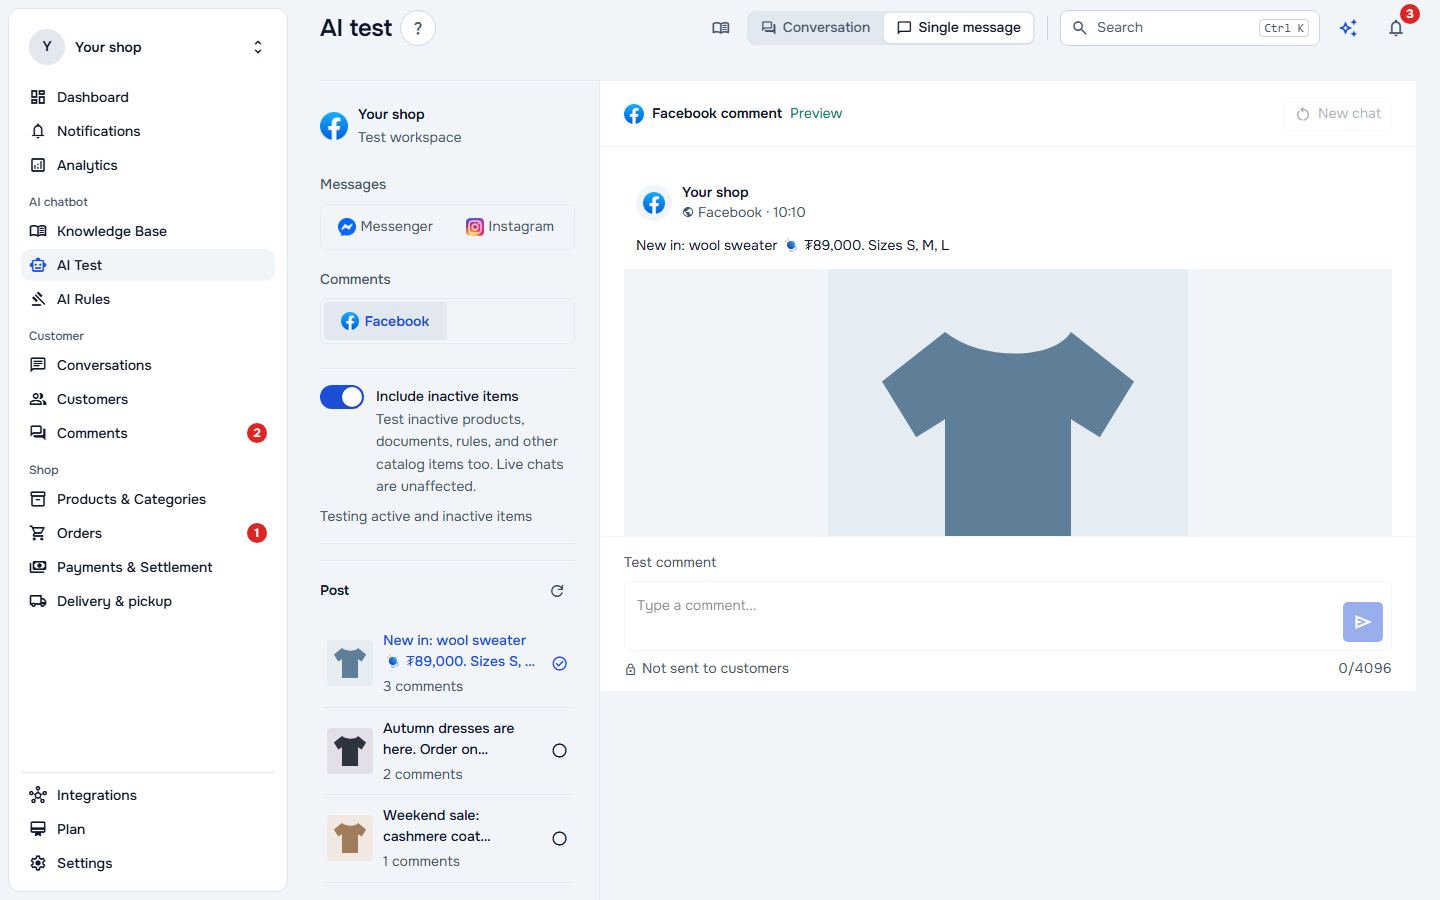 Y Your shop
Dashboard
Notifications
Analytics
AI chatbot
Knowledge Base
AI Test
AI Rules
Customer
Conversations
Customers
Comments 2
Shop
Products & Categories
Orders 1
Payments & Settlement
Delivery & pickup
Integrations
Plan
Settings
AI test ?
Conversation Single message
Search Ctrl K
3
Your shop
Test workspace
Messages
Messenger Instagram
Comments
Facebook
Include inactive items
Test inactive products,
documents, rules, and other
catalog items too. Live chats
are unaffected.
Testing active and inactive items
Post
New in: wool sweater
₮89,000. Sizes S, ...
3 comments
Autumn dresses are
here. Order on...
2 comments
Weekend sale:
cashmere coat...
1 comments
Facebook comment Preview New chat
Your shop
Facebook · 10:10
New in: wool sweater ₮89,000. Sizes S, M, L
Test comment
Type a comment...
Not sent to customers 0/4096